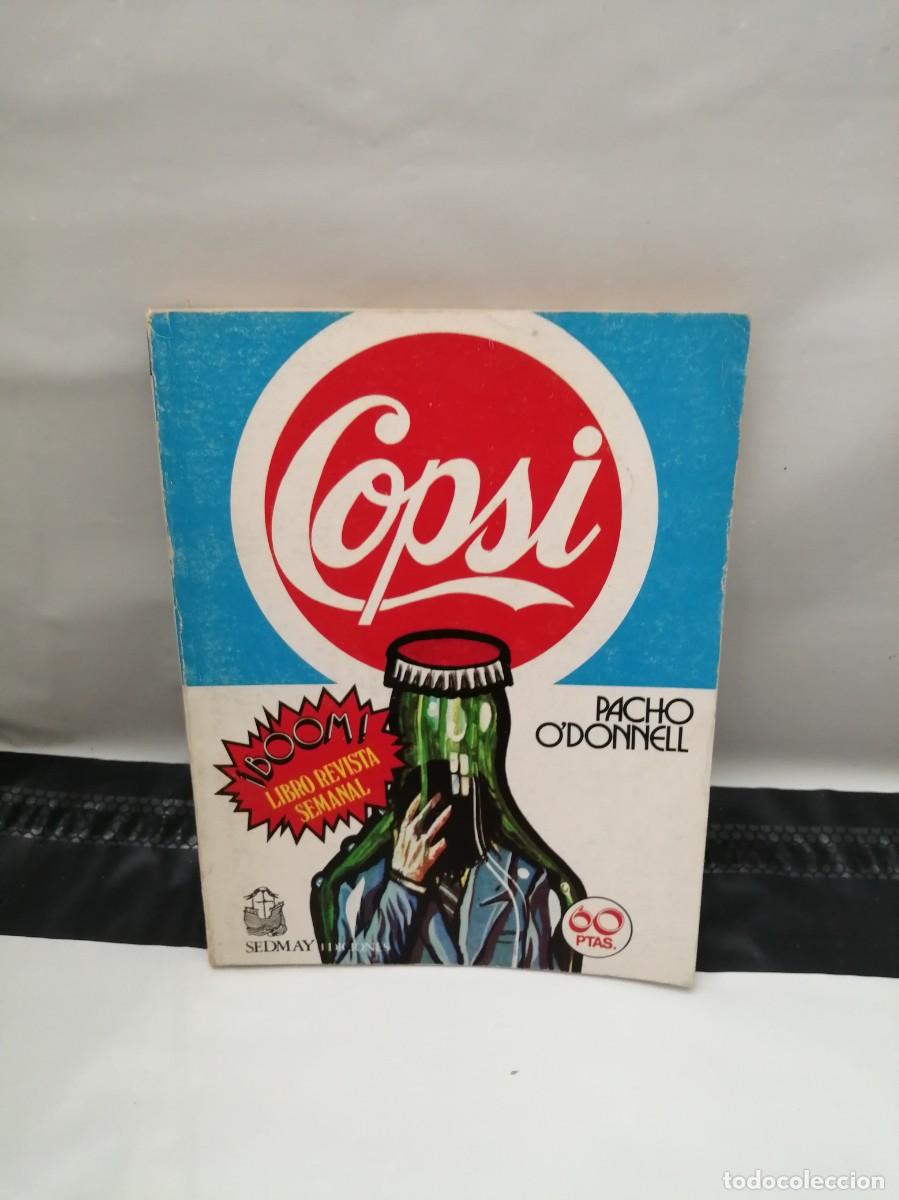 Copsi
PACHO
O'DONNELL
¡BOOM!
LIBRO REVISTA
SEMANAL
SEDMAY EDICIONES
60
PTAS.
todocoleccion